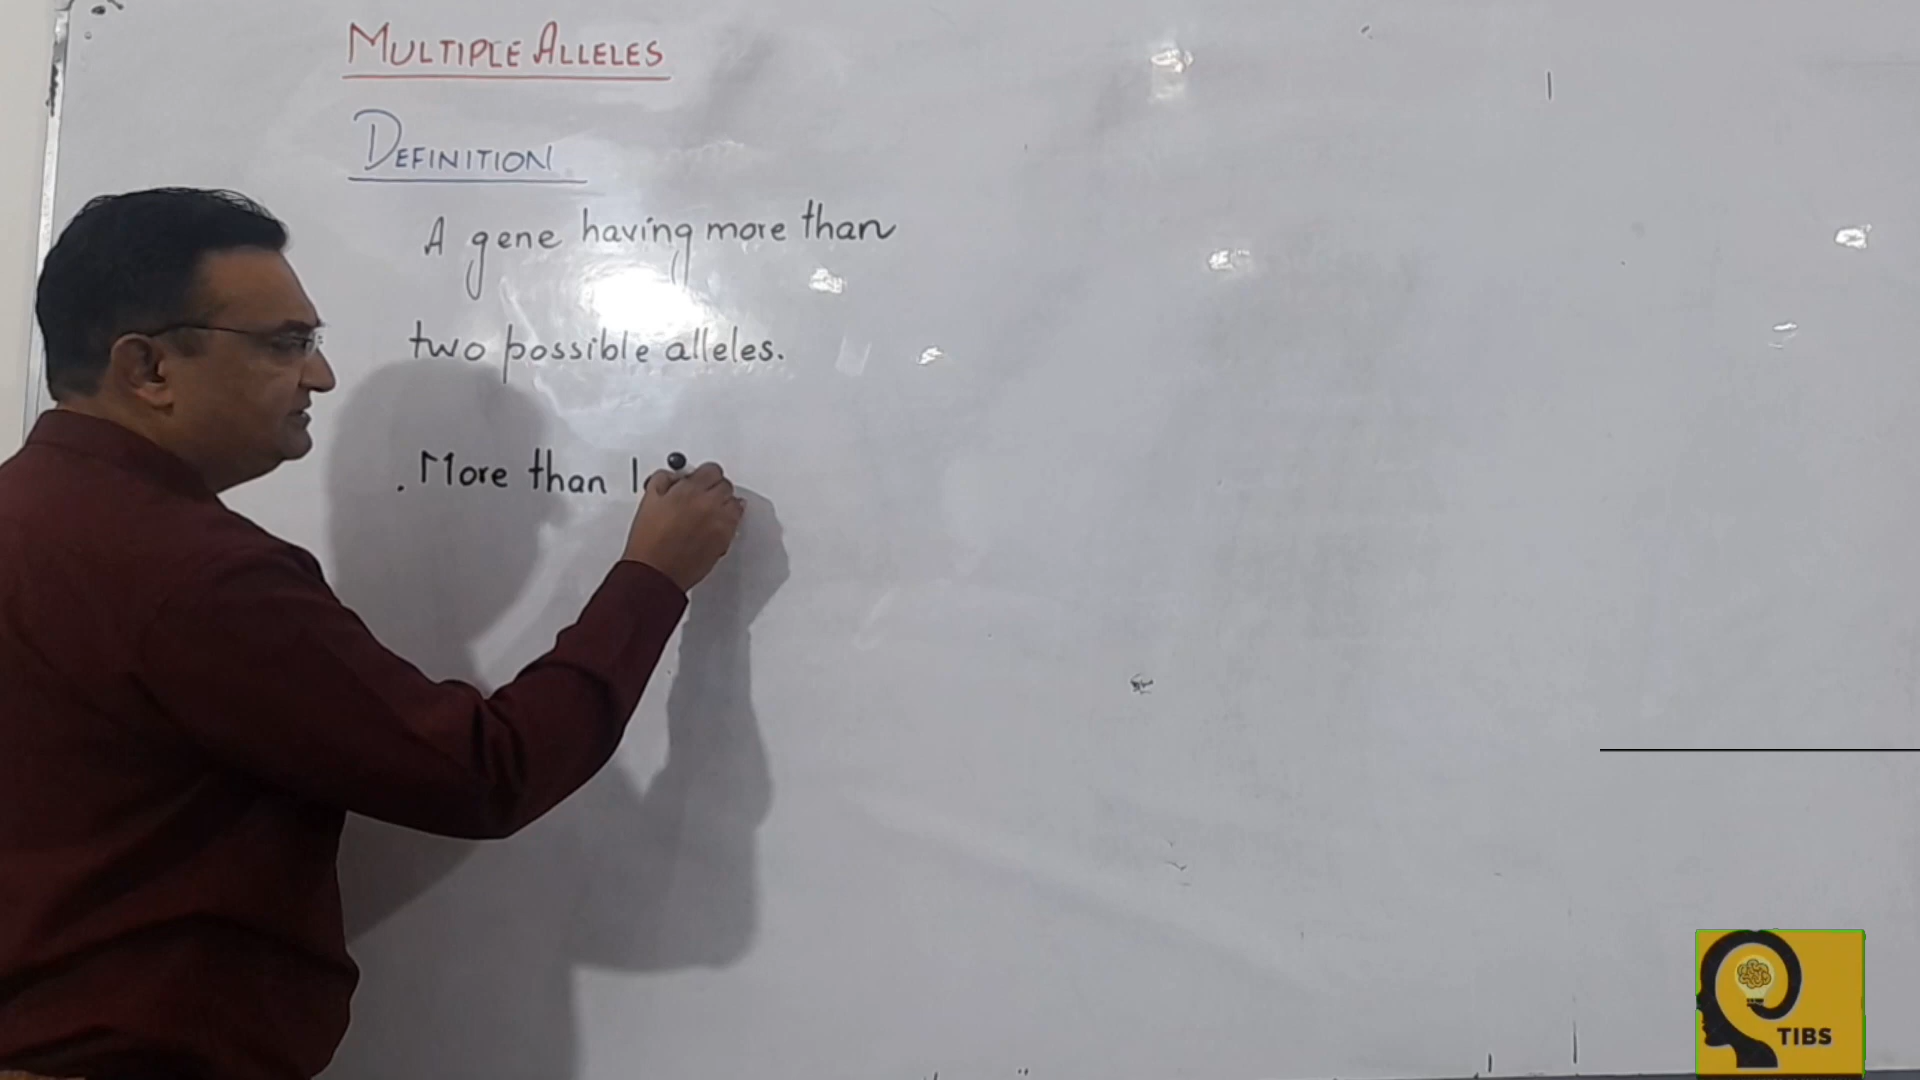 MULTIPLE ALLELES
DEFINITION
A gene having more than
two possible alleles.
. More than
TIBS